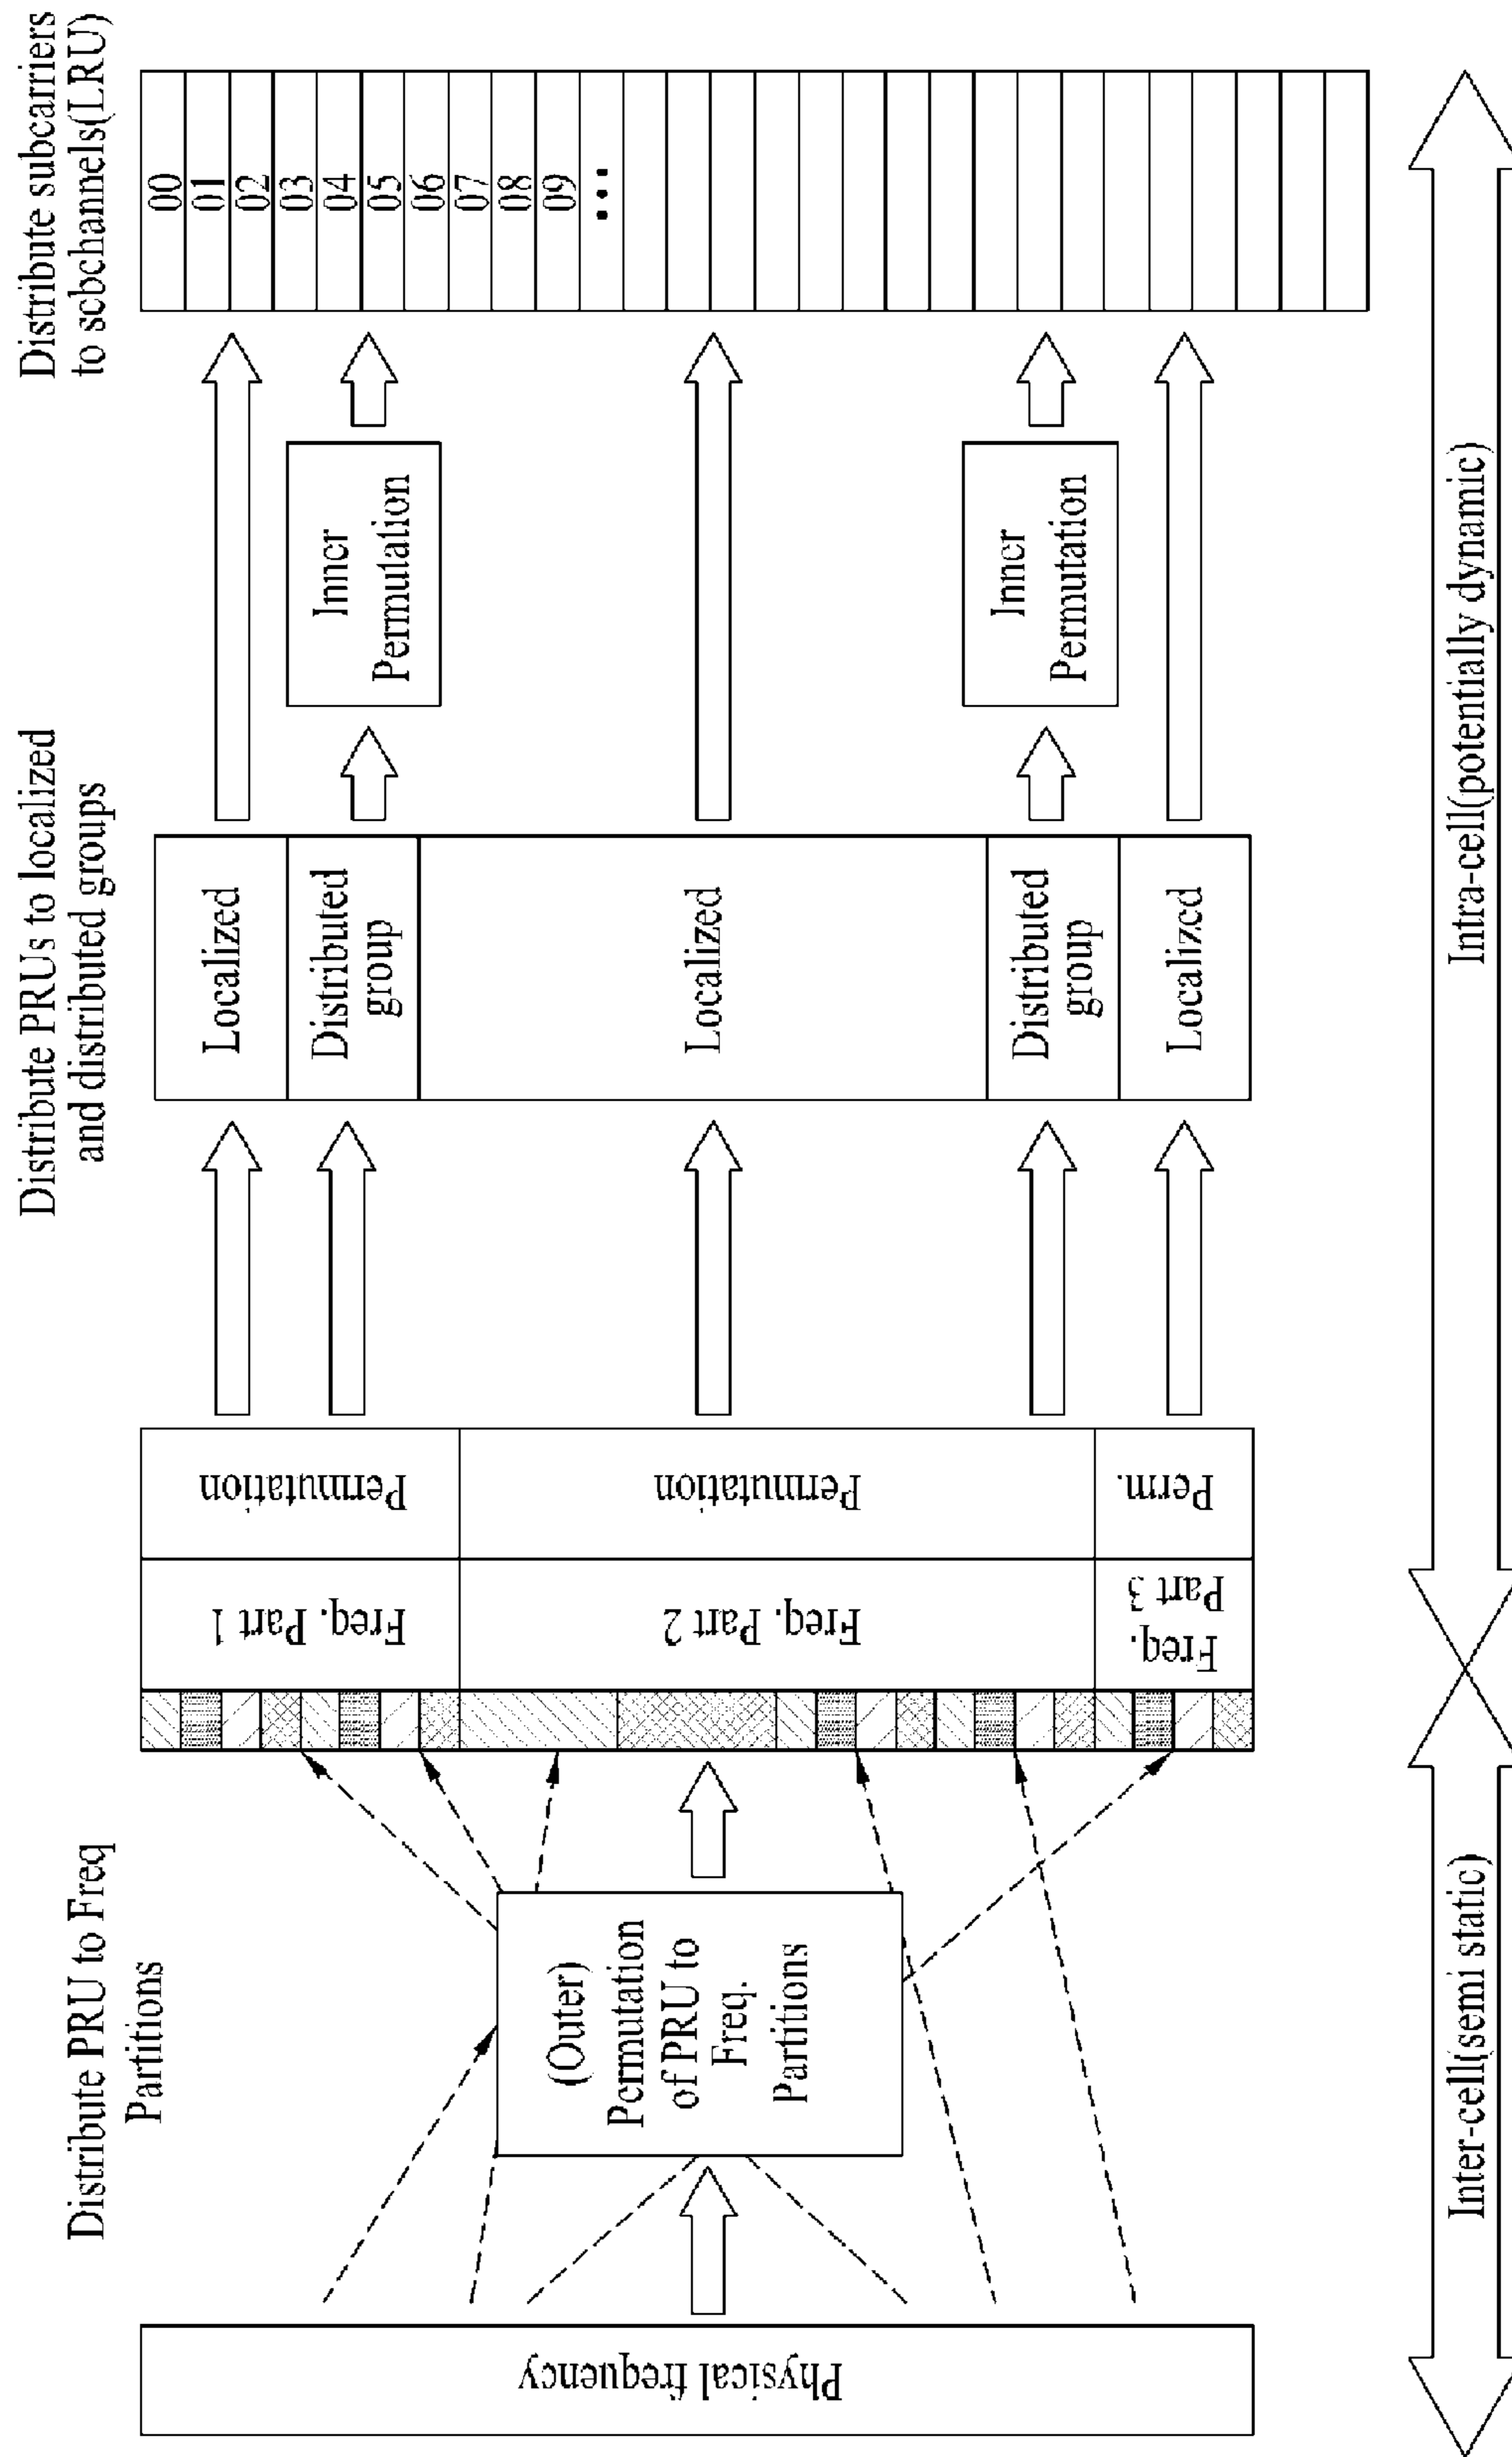 Distribute PRU to Freq
Partitions
Distribute PRUs to localized
and distributed groups
Distribute subcarriers
to scbchannels(LRU)
Physical frequency
(Outer)
Permutation
of PRU to
Freq.
Partitions
Freq. Part 1
Freq. Part 2
Freq.
Part 3
Permutation
Permutation
Perm.
Localized
Distributed
group
Localized
Distributed
group
Localized
Inner
Permutation
Inner
Permutation
00
01
02
03
04
05
06
07
08
09
...
Inter-cell(semi static)
Intra-cell(potentially dynamic)